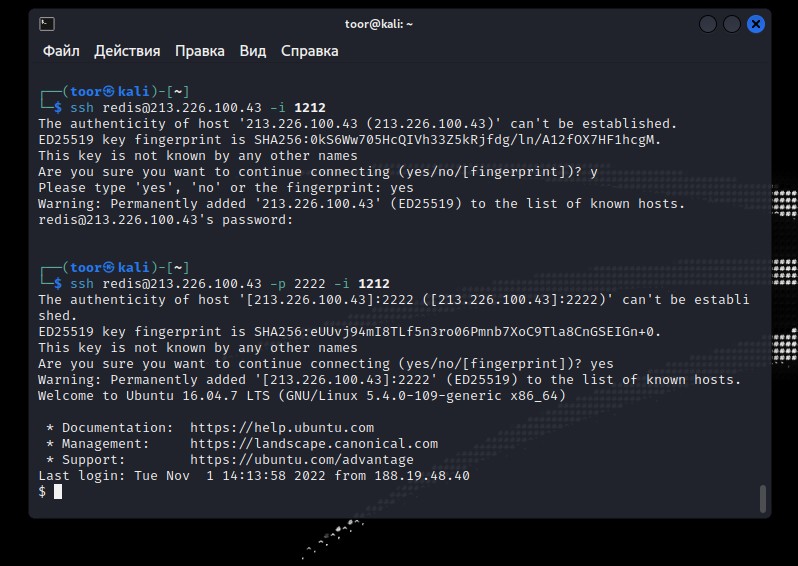 toor@kali: ~
Файл Действия Правка Вид Справка
┌──(toor㉿kali)-[~]
└─$ ssh redis@213.226.100.43 -i 1212
The authenticity of host '213.226.100.43 (213.226.100.43)' can't be established.
ED25519 key fingerprint is SHA256:0kS6Ww705HcQIVh33Z5kRjfdg/ln/A12fOX7HF1hcgM.
This key is not known by any other names
Are you sure you want to continue connecting (yes/no/[fingerprint])? y
Please type 'yes', 'no' or the fingerprint: yes
Warning: Permanently added '213.226.100.43' (ED25519) to the list of known hosts.
redis@213.226.100.43's password:
┌──(toor㉿kali)-[~]
└─$ ssh redis@213.226.100.43 -p 2222 -i 1212
The authenticity of host '[213.226.100.43]:2222 ([213.226.100.43]:2222)' can't be establi
shed.
ED25519 key fingerprint is SHA256:eUUvj94mI8TLf5n3ro06Pmnb7XoC9Tla8CnGSEIGn+0.
This key is not known by any other names
Are you sure you want to continue connecting (yes/no/[fingerprint])? yes
Warning: Permanently added '[213.226.100.43]:2222' (ED25519) to the list of known hosts.
Welcome to Ubuntu 16.04.7 LTS (GNU/Linux 5.4.0-109-generic x86_64)
* Documentation: https://help.ubuntu.com
* Management: https://landscape.canonical.com
* Support: https://ubuntu.com/advantage
Last login: Tue Nov 1 14:13:58 2022 from 188.19.48.40
$